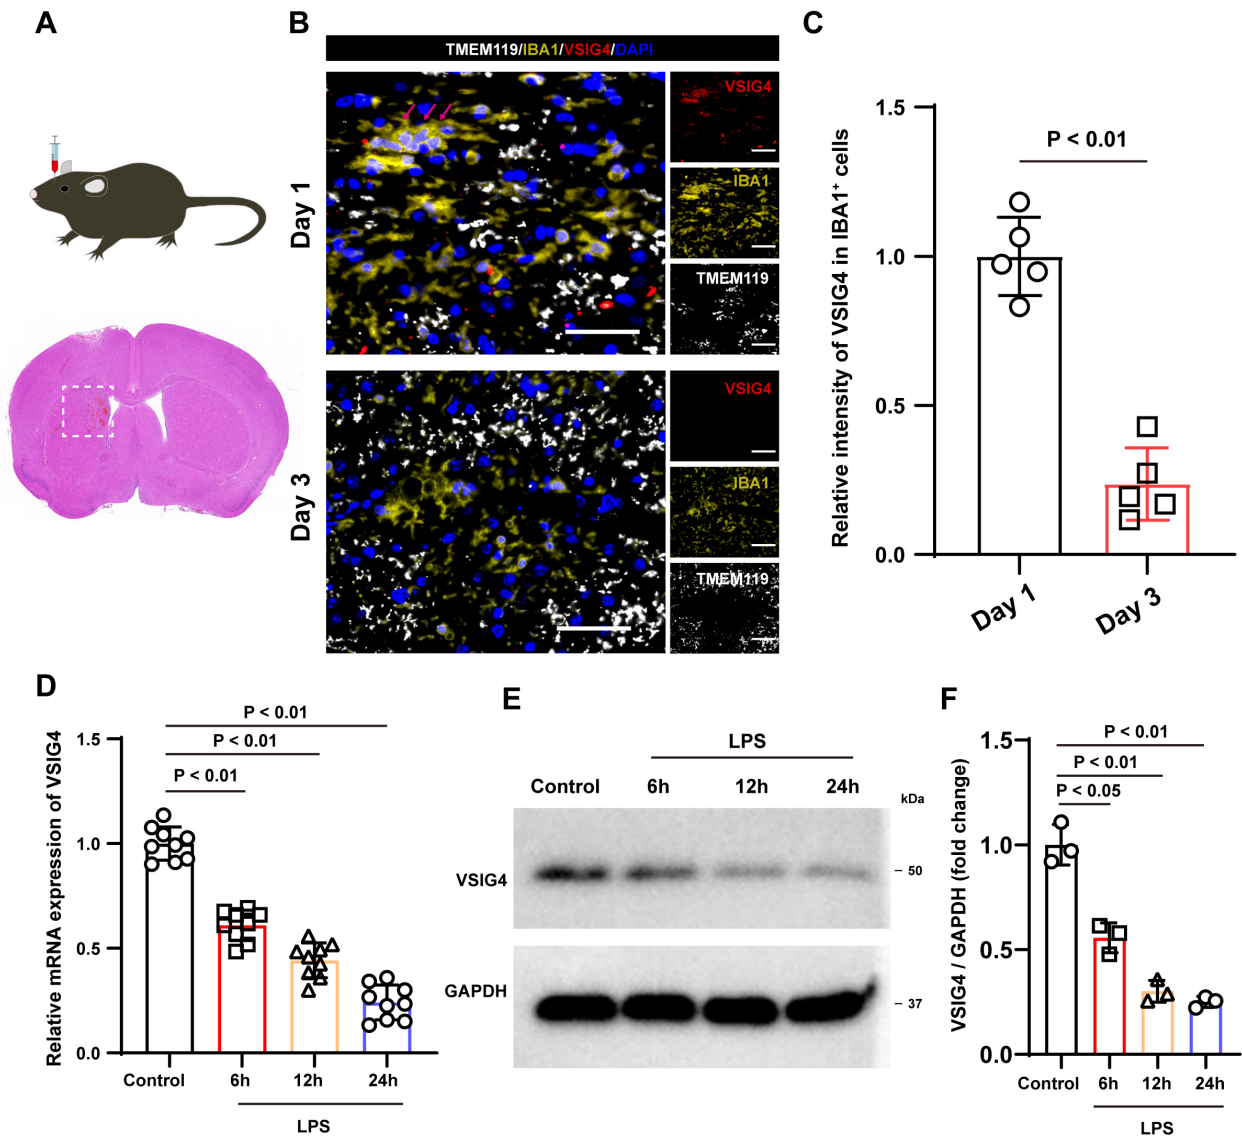 A
B
TMEM119/IBA1/VSIG4/DAPI
Day 1
VSIG4
IBA1
TMEM119
Day 3
VSIG4
IBA1
TMEM119
C
Relative intensity of VSIG4 in IBA1⁺ cells
1.5
1.0
0.5
0.0
P < 0.01
Day 1
Day 3
D
Relative mRNA expression of VSIG4
1.5
1.0
0.5
0.0
P < 0.01
P < 0.01
P < 0.01
Control
6h
12h
24h
LPS
E
LPS
Control
6h
12h
24h
kDa
VSIG4
– 50
GAPDH
– 37
F
VSIG4 / GAPDH (fold change)
1.5
1.0
0.5
0.0
P < 0.01
P < 0.01
P < 0.05
Control
6h
12h
24h
LPS